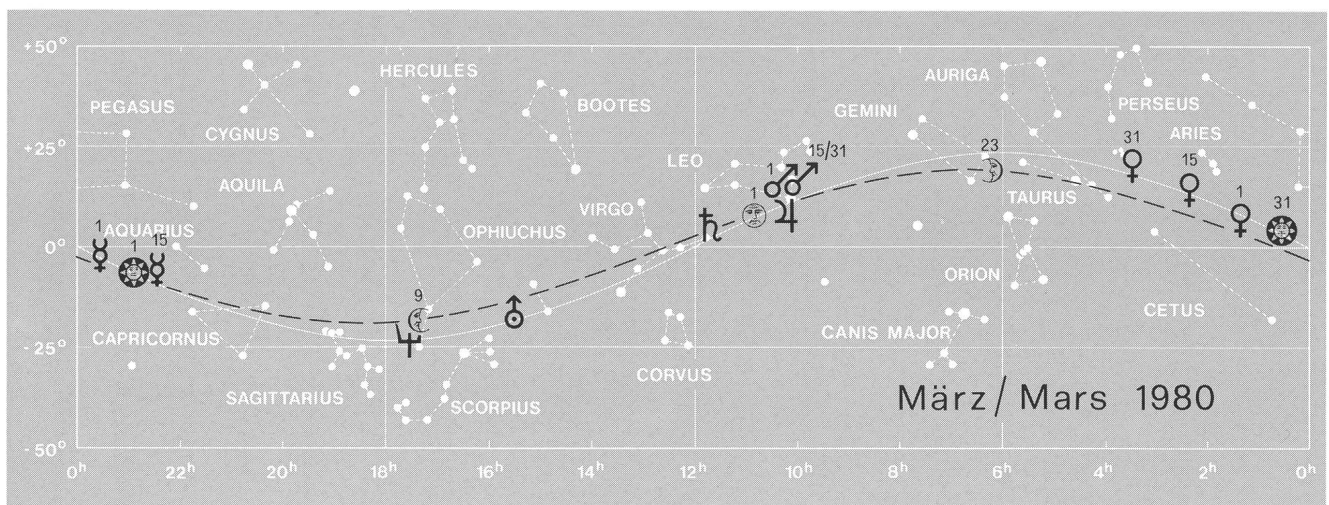 +50°
HERCULES
AURIGA
PEGASUS
BOOTES
GEMINI
PERSEUS
CYGNUS
ARIES
+25°
31
23
15/31
LEO
1
15
AQUILA
TAURUS
1
1
31
VIRGO
AQUARIUS
OPHIUCHUS
1
1
15
0°
ORION
9
CETUS
CAPRICORNUS
CANIS MAJOR
-25°
CORVUS
SAGITTARIUS
SCORPIUS
März/Mars 1980
-50°
0h 22h 20h 18h 16h 14h 12h 10h 8h 6h 4h 2h 0h